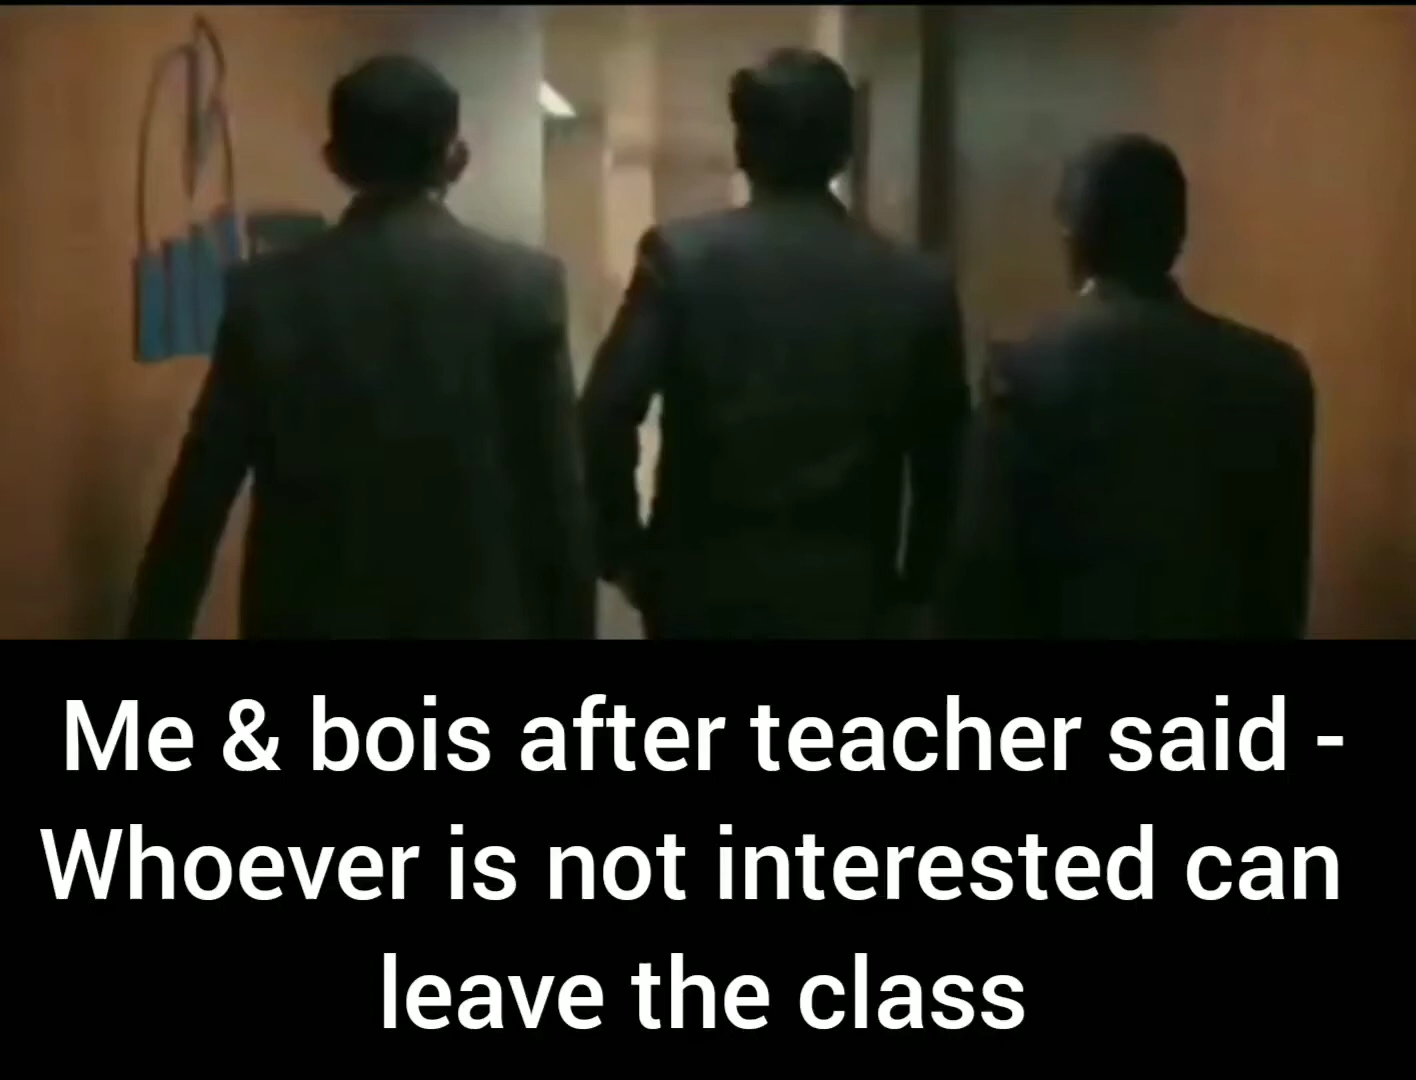 Me & bois after teacher said -
Whoever is not interested can
leave the class